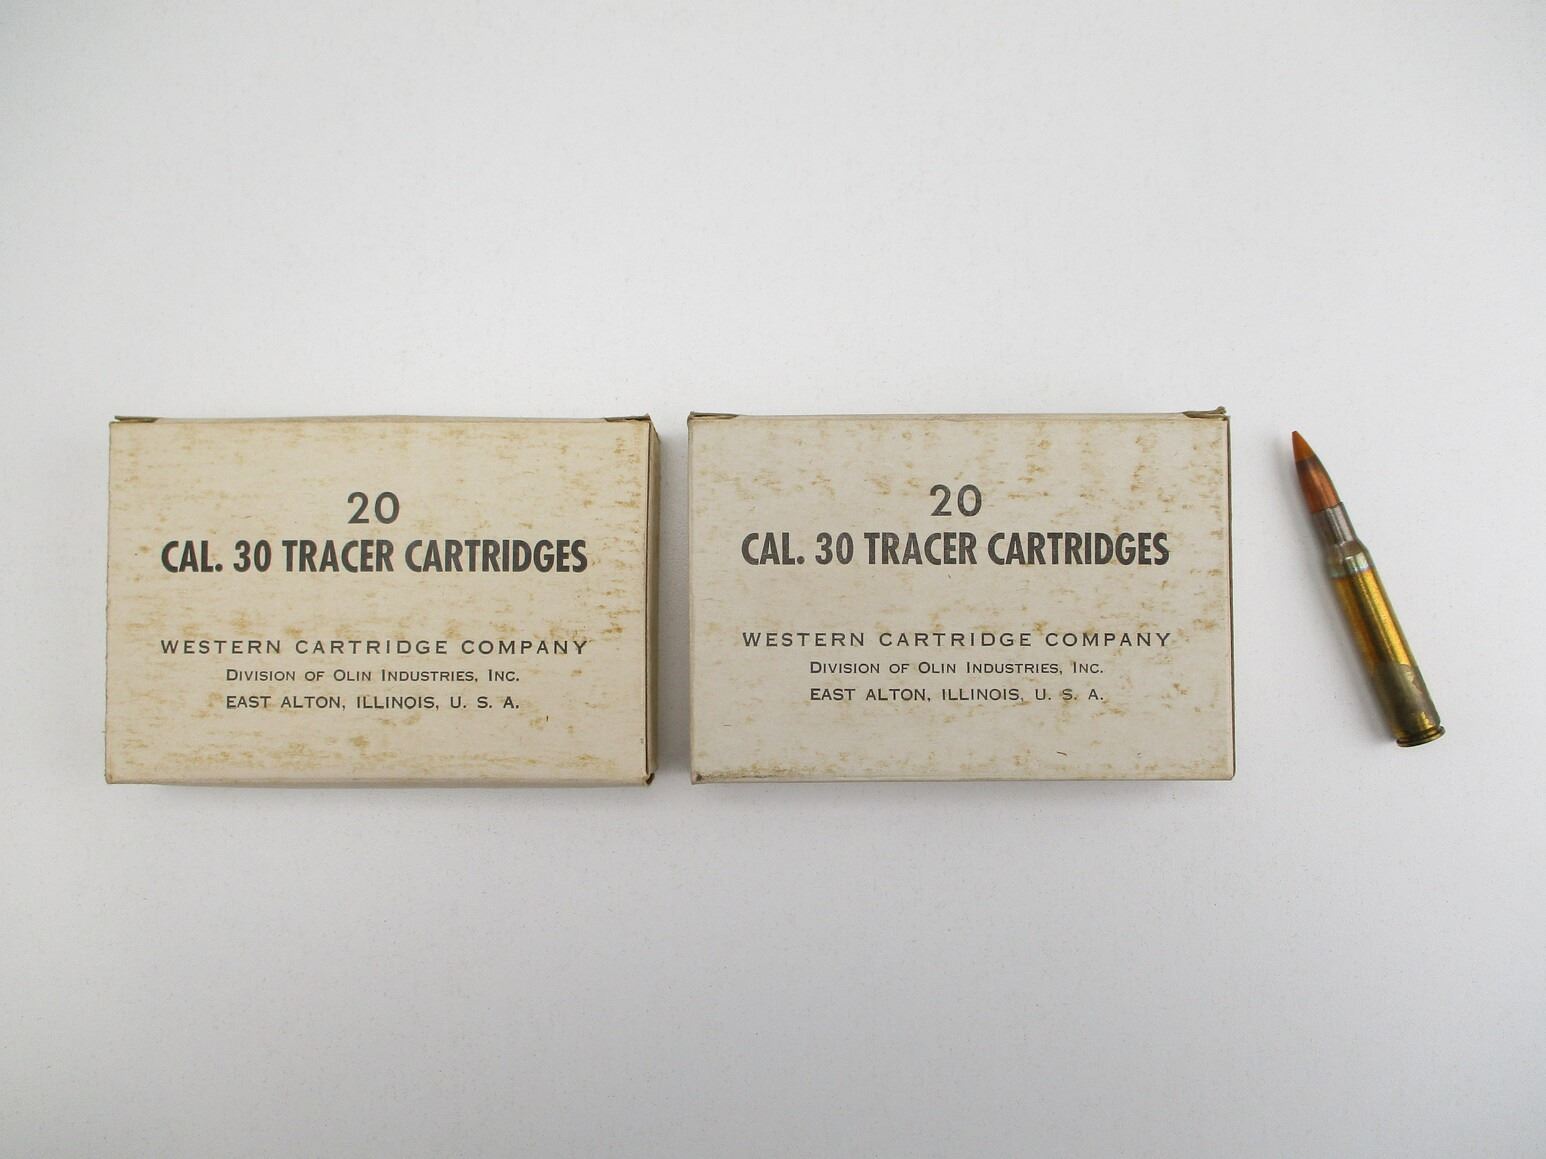 20
CAL. 30 TRACER CARTRIDGES
WESTERN CARTRIDGE COMPANY
DIVISION OF OLIN INDUSTRIES, INC.
EAST ALTON, ILLINOIS, U. S. A.
20
CAL. 30 TRACER CARTRIDGES
WESTERN CARTRIDGE COMPANY
DIVISION OF OLIN INDUSTRIES, INC.
EAST ALTON, ILLINOIS, U. S. A.